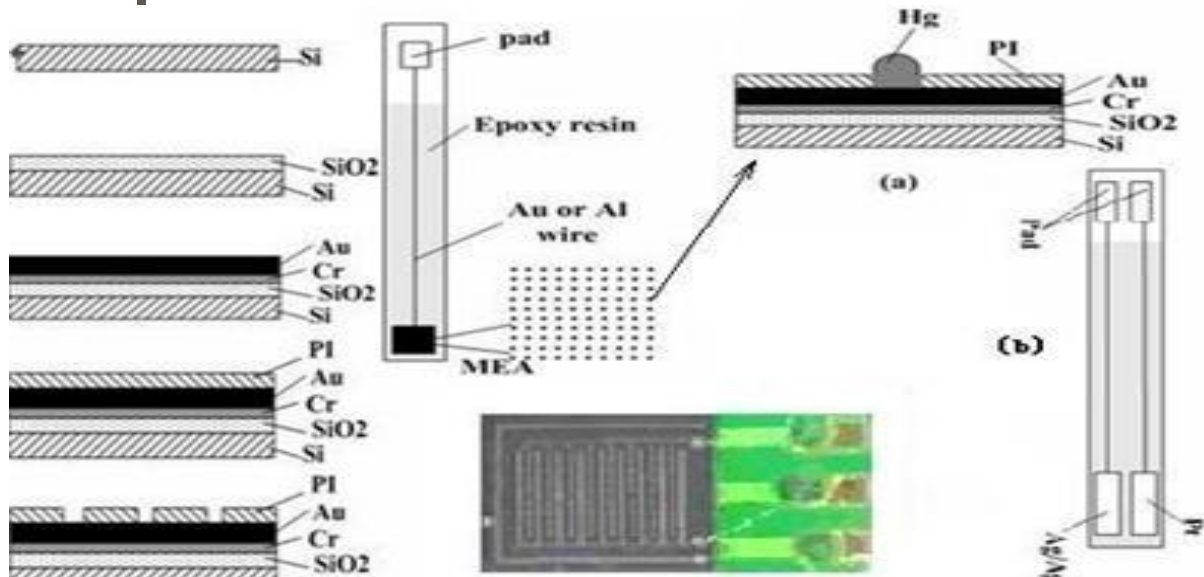 Si
SiO2
Si
Au
Cr
SiO2
Si
PI
Au
Cr
SiO2
Si
PI
Au
Cr
SiO2
pad
Epoxy resin
Au or Al
wire
MEA
Hg
PI
Au
Cr
SiO2
Si
(a)
Pad
(b)
Pt